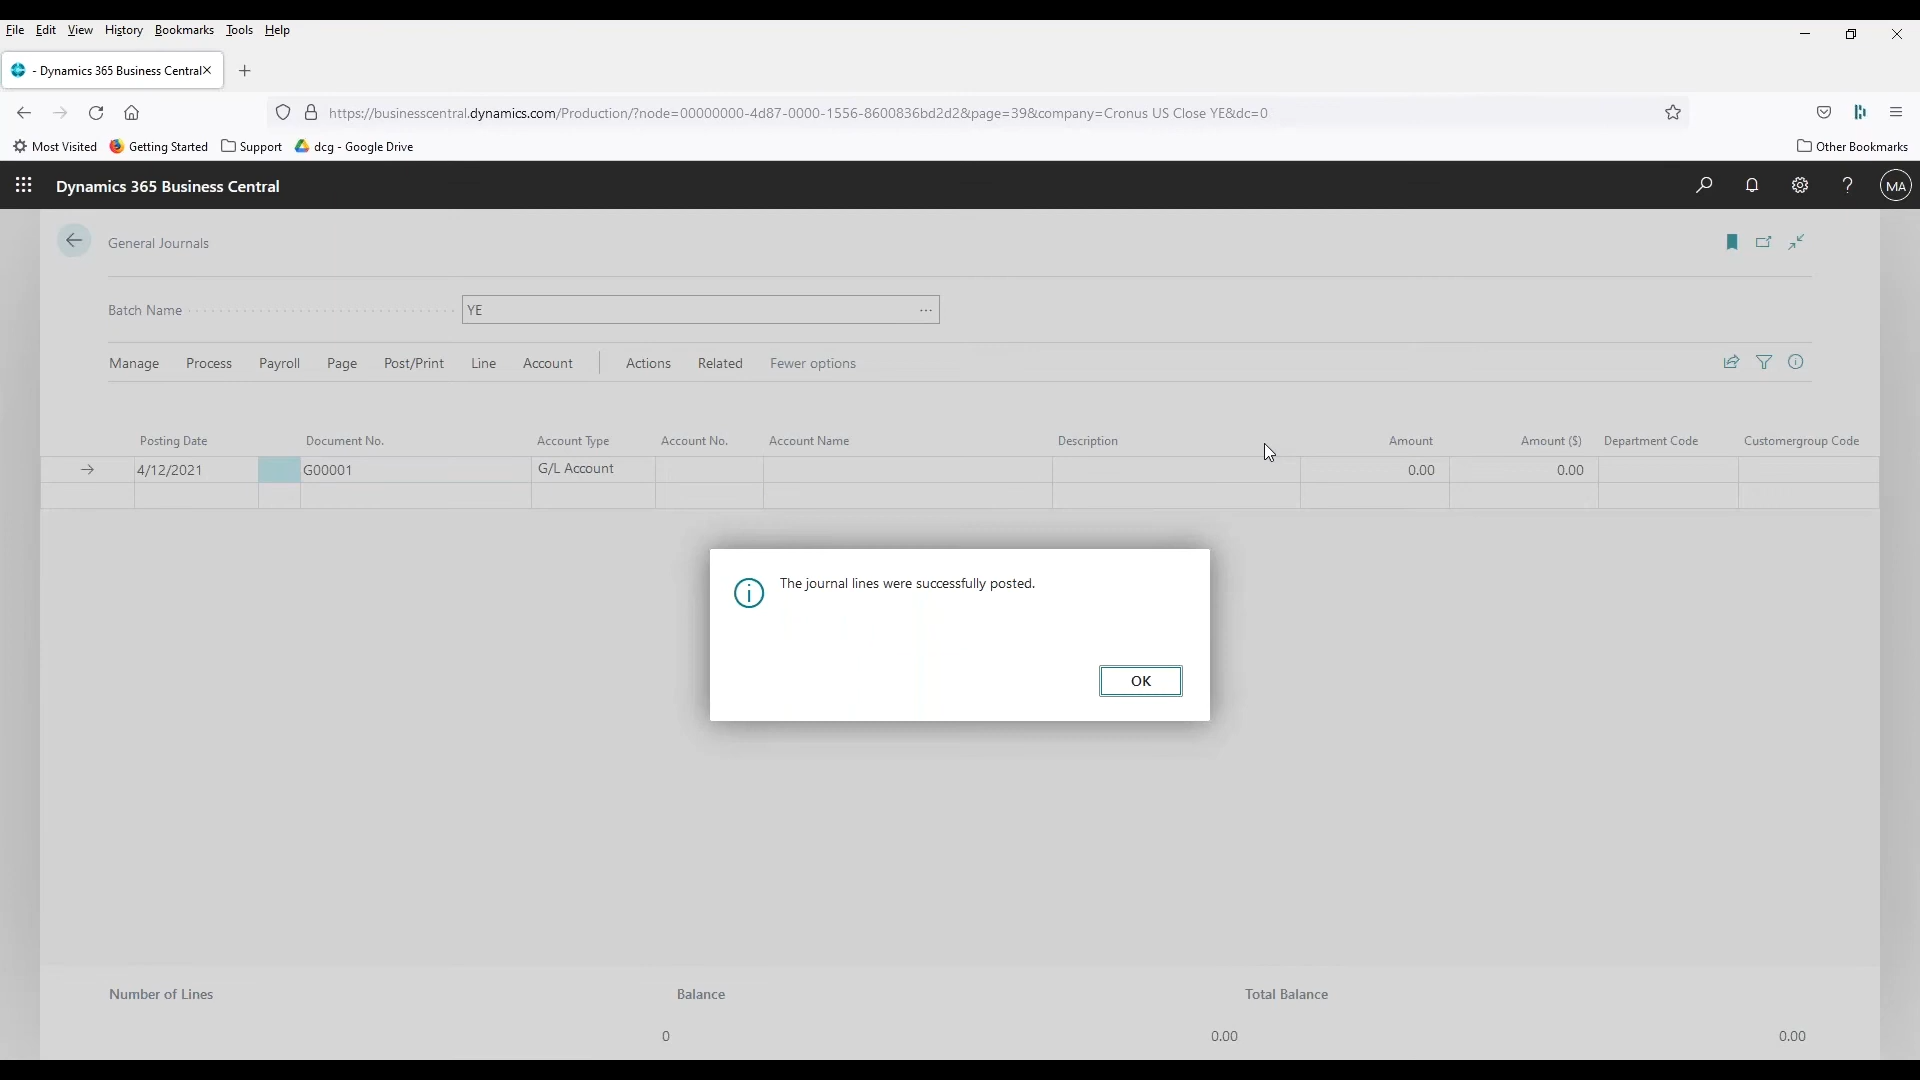 File Edit View History Bookmarks Tools Help
- Dynamics 365 Business Central
https://businesscentral.dynamics.com/Production/?node=00000000-4d87-0000-1556-8600836bd2d2&page=39&company=Cronus US Close YE&dc=0
Most Visited Getting Started Support dcg - Google Drive Other Bookmarks
Dynamics 365 Business Central MA
General Journals
Batch Name YE ...
Manage Process Payroll Page Post/Print Line Account Actions Related Fewer options
Posting Date Document No. Account Type Account No. Account Name Description Amount Amount ($) Department Code Customergroup Code
4/12/2021 G00001 G/L Account 0.00 0.00
The journal lines were successfully posted.
OK
Number of Lines Balance Total Balance
0 0.00 0.00